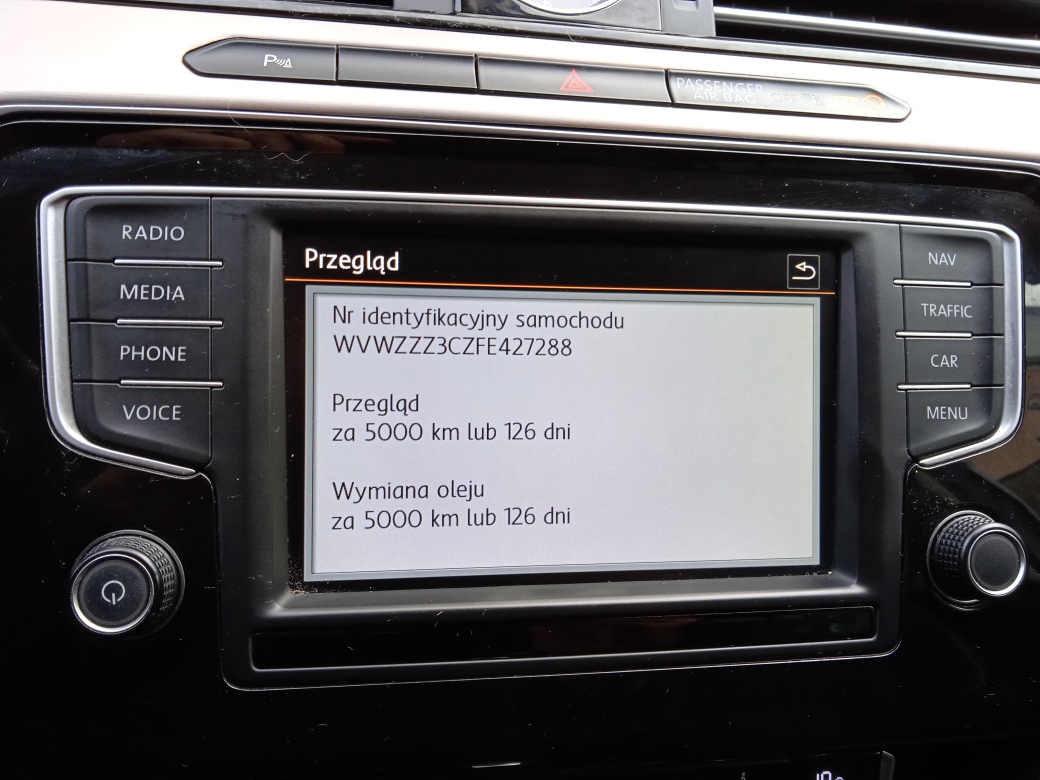 P
PASSENGER
AIR BAG OFF
RADIO
MEDIA
PHONE
VOICE
Przegląd
Nr identyfikacyjny samochodu
WVWZZZ3CZFE427288
Przegląd
za 5000 km lub 126 dni
Wymiana oleju
za 5000 km lub 126 dni
NAV
TRAFFIC
CAR
MENU